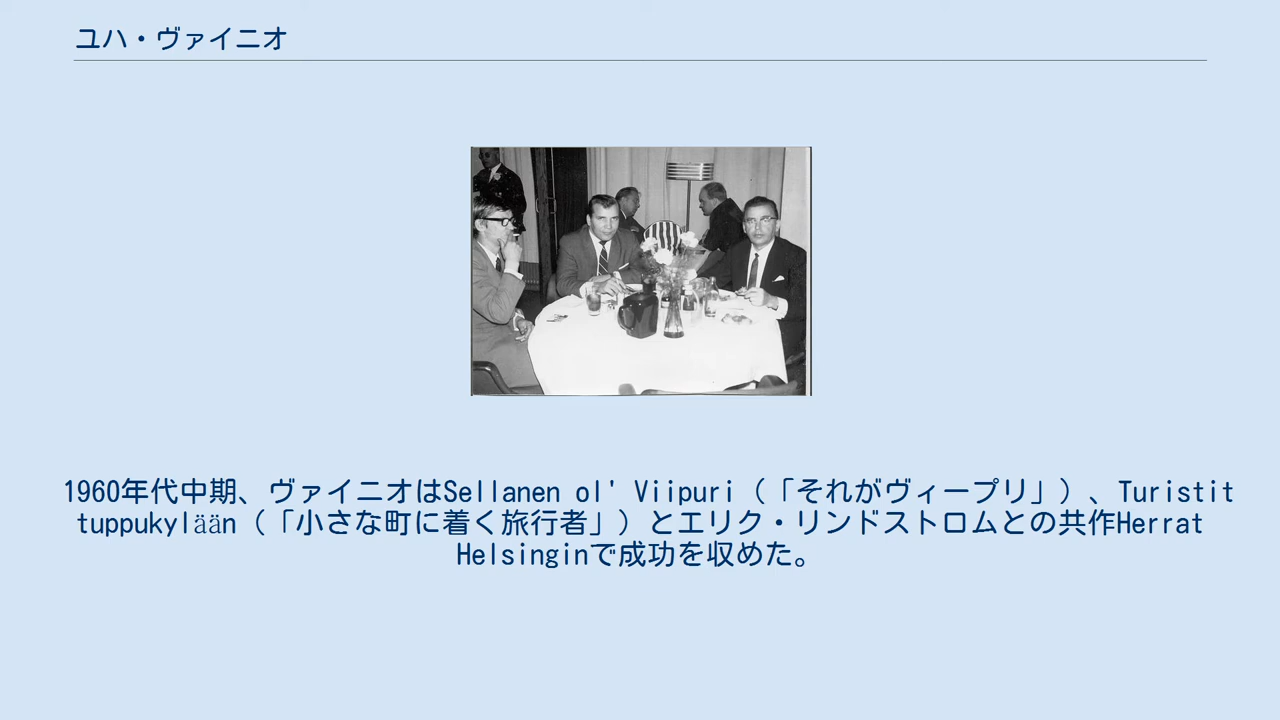 ユハ・ヴァイニオ
1960年代中期、ヴァイニオはSellanen ol' Viipuri（「それがヴィープリ」）、Turistit
tuppukylään（「小さな町に着く旅行者」）とエリク・リンドストロムとの共作Herrat
Helsinginで成功を収めた。